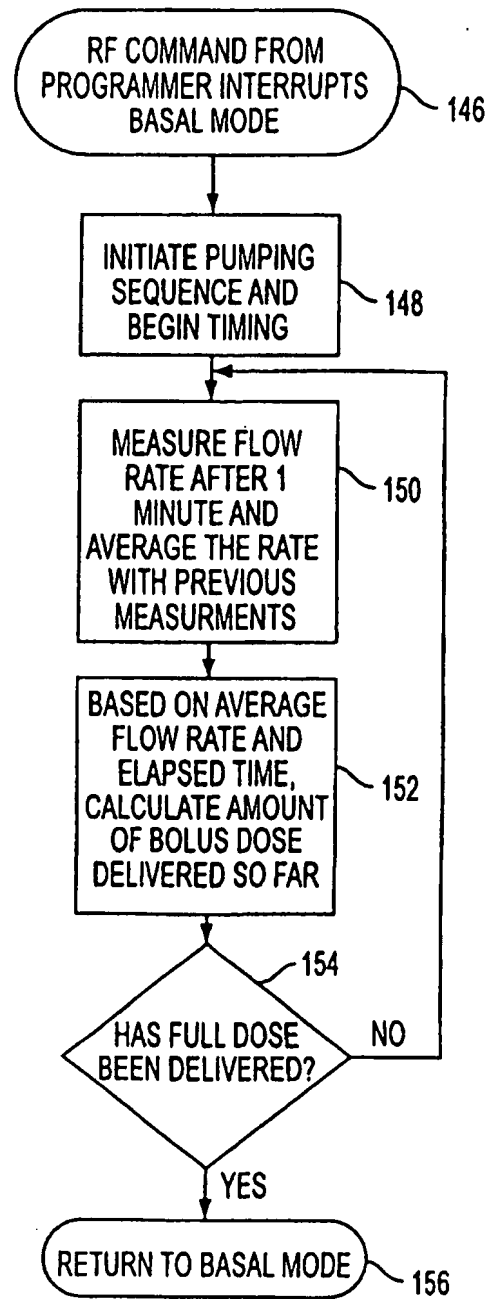 RF COMMAND FROM
PROGRAMMER INTERRUPTS
BASAL MODE
146
INITIATE PUMPING
SEQUENCE AND
BEGIN TIMING
148
MEASURE FLOW
RATE AFTER 1
MINUTE AND
AVERAGE THE RATE
WITH PREVIOUS
MEASURMENTS
150
BASED ON AVERAGE
FLOW RATE AND
ELAPSED TIME,
CALCULATE AMOUNT
OF BOLUS DOSE
DELIVERED SO FAR
152
154
HAS FULL DOSE
BEEN DELIVERED?
NO
YES
RETURN TO BASAL MODE
156